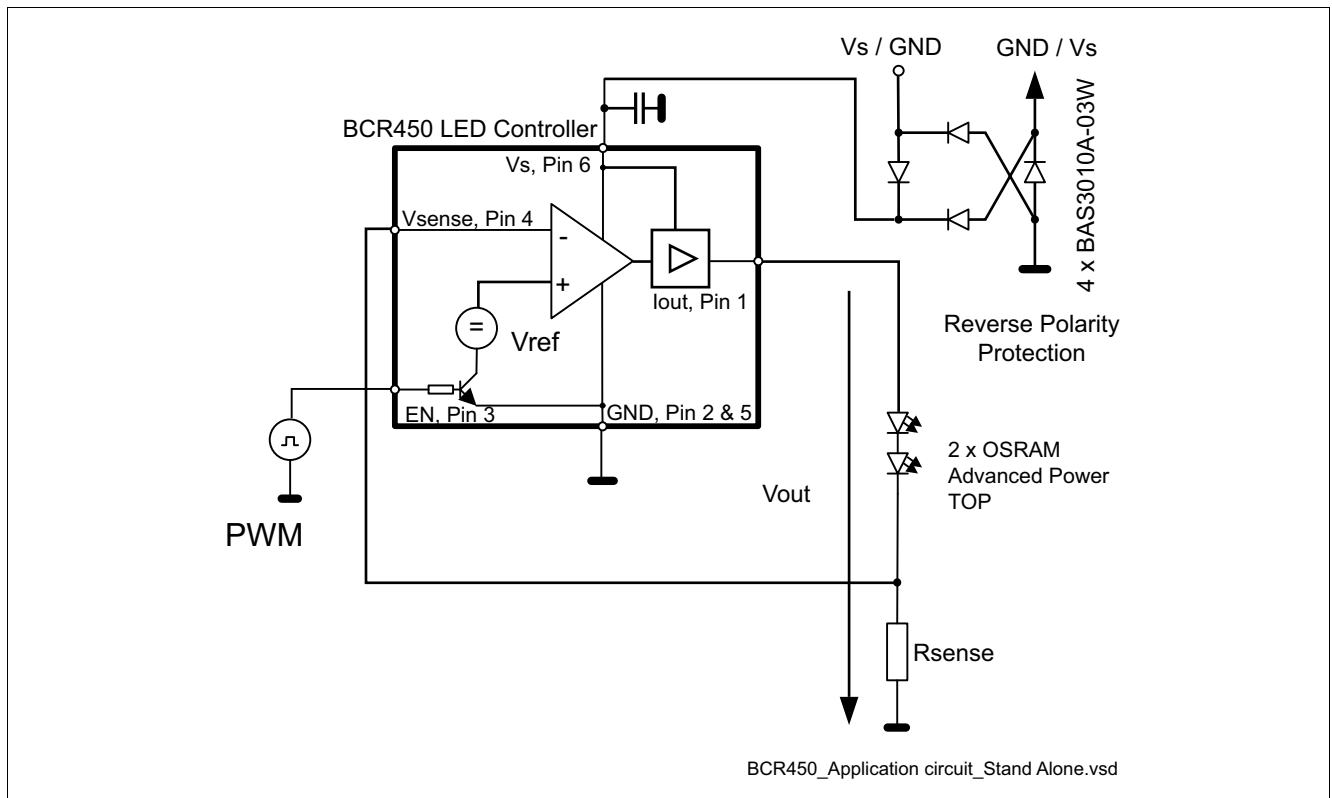 Vs / GND
GND / Vs
4 x BAS3010A-03W
BCR450 LED Controller
Vs, Pin 6
Vsense, Pin 4
-
+
=
Vref
Iout, Pin 1
EN, Pin 3
GND, Pin 2 & 5
Reverse Polarity
Protection
PWM
Vout
2 x OSRAM
Advanced Power
TOP
Rsense
BCR450_Application circuit_Stand Alone.vsd